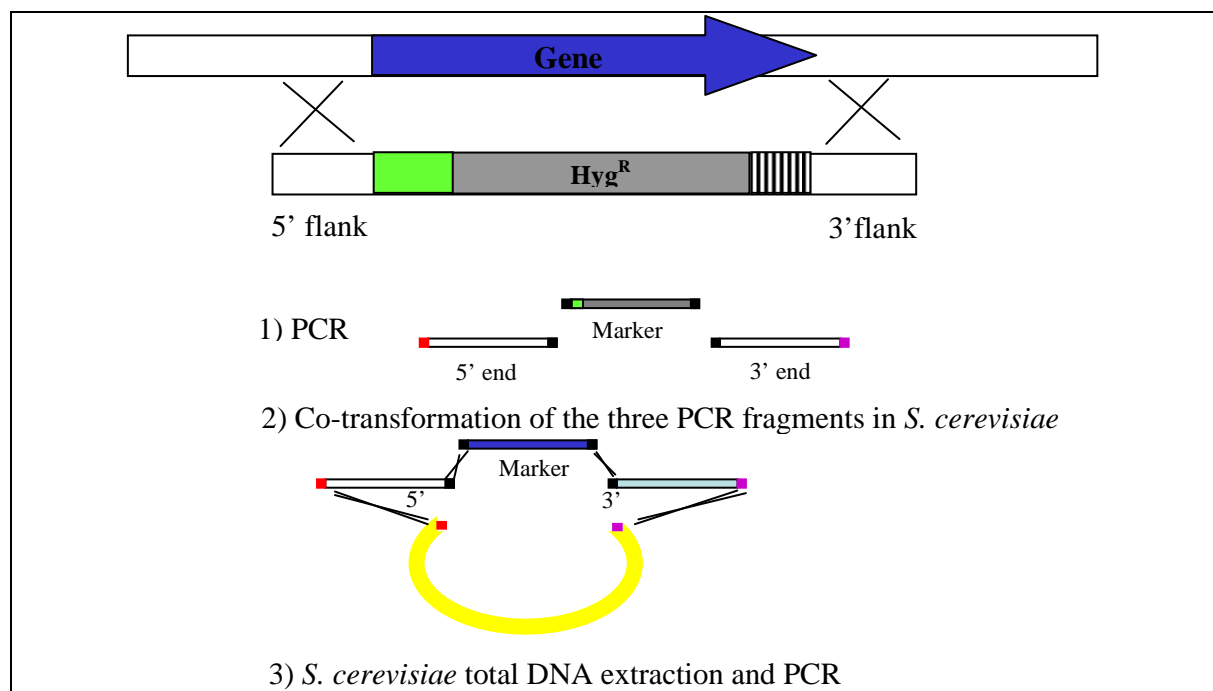 Gene
Hyg^R
5’ flank
3’flank
1) PCR
Marker
5’ end
3’ end
2) Co-transformation of the three PCR fragments in S. cerevisiae
Marker
5’
3’
3) S. cerevisiae total DNA extraction and PCR